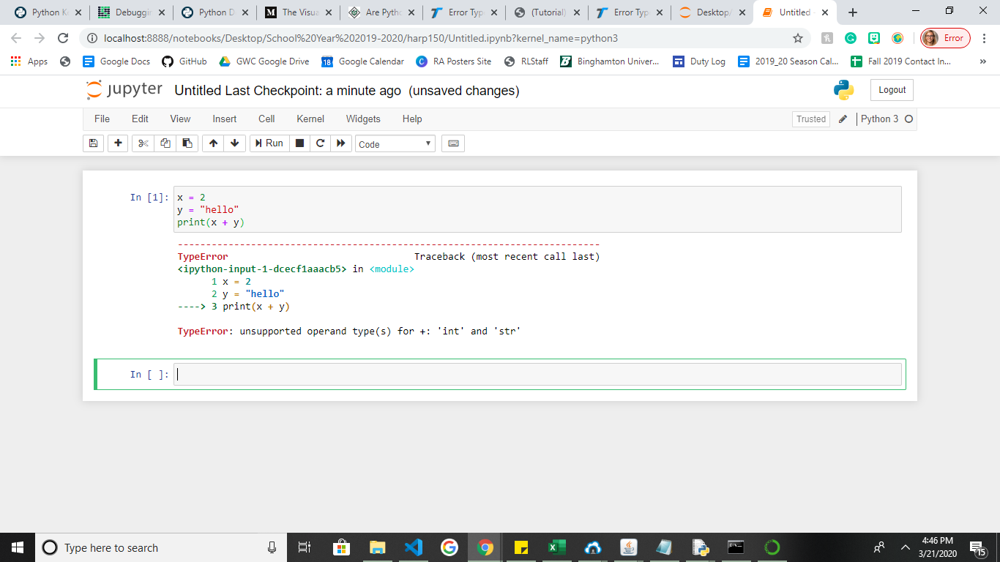 Python K
Debuggin
Python D
The Visua
Are Pytho
Error Typ
(Tutorial)
Error Typ
Desktop/
Untitled -
localhost:8888/notebooks/Desktop/School%20Year%202019-2020/harp150/Untitled.ipynb?kernel_name=python3
Error
Apps
Google Docs
GitHub
GWC Google Drive
18
Google Calendar
RA Posters Site
RLStaff
Binghamton Univer...
Duty Log
2019_20 Season Cal...
Fall 2019 Contact In...
»
jupyter
Untitled Last Checkpoint: a minute ago (unsaved changes)
Logout
File Edit View Insert Cell Kernel Widgets Help
Trusted
Python 3
Run
Code
In [1]:
x = 2
y = "hello"
print(x + y)
---------------------------------------------------------------------------
TypeError Traceback (most recent call last)
<ipython-input-1-dcecf1aaacb5> in <module>
1 x = 2
2 y = "hello"
----> 3 print(x + y)
TypeError: unsupported operand type(s) for +: 'int' and 'str'
In [ ]:
Type here to search
4:46 PM
3/21/2020
15